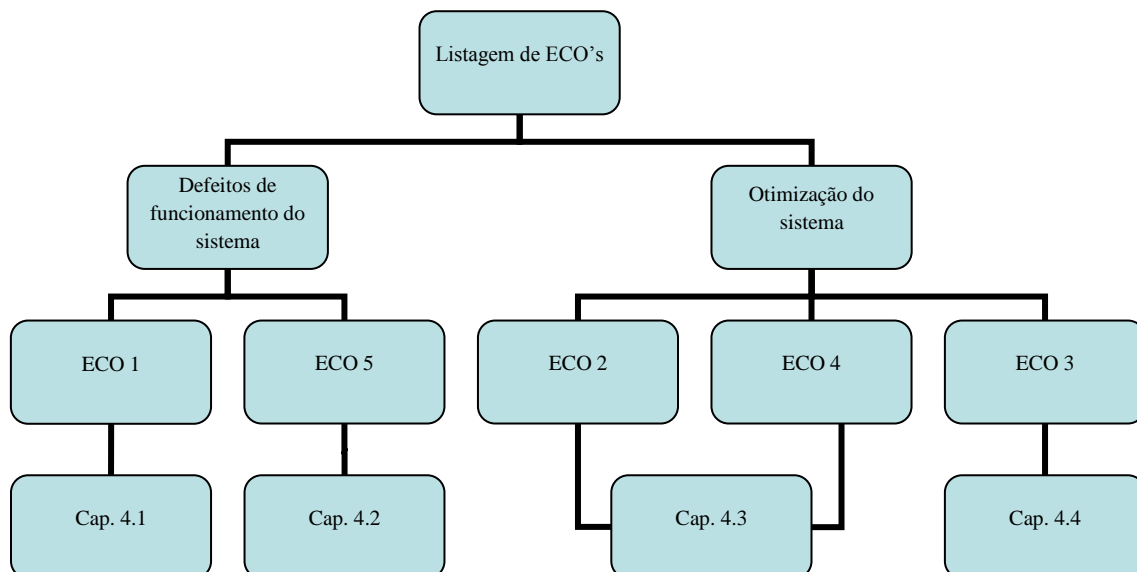 Listagem de ECO’s
Defeitos de
funcionamento do
sistema
Otimização do
sistema
ECO 1
ECO 5
ECO 2
ECO 4
ECO 3
Cap. 4.1
Cap. 4.2
Cap. 4.3
Cap. 4.4